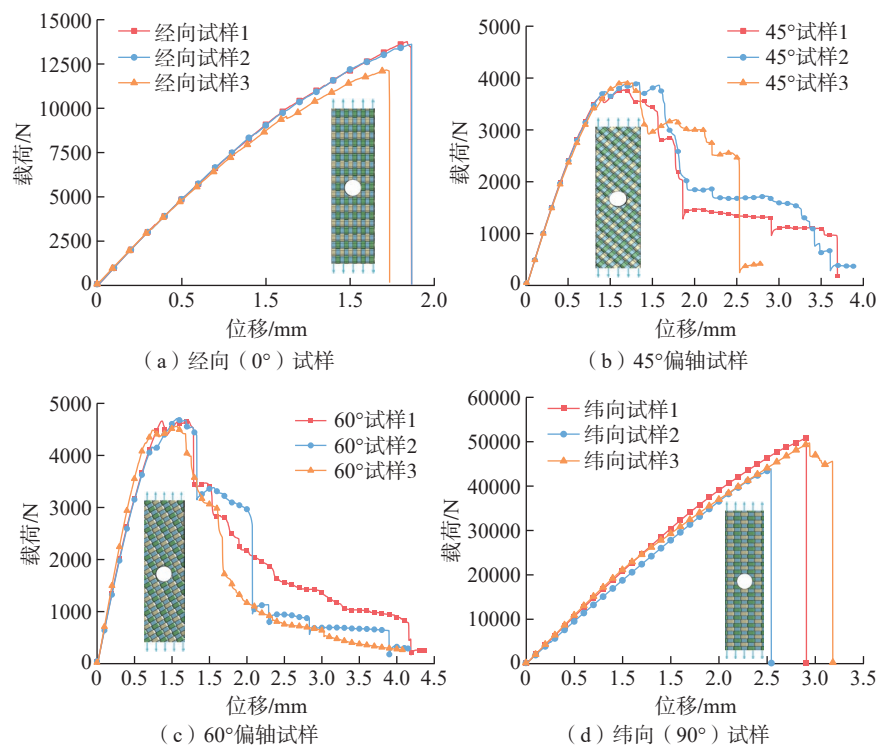 15000
12500
10000
7500
5000
2500
0
载荷/N
经向试样1
经向试样2
经向试样3
0 0.5 1.5 1.5 2.0
位移/mm
(a)经向(0°)试样
5000
4000
3000
2000
1000
0
载荷/N
45°试样1
45°试样2
45°试样3
0 0.5 1.0 1.5 2.0 2.5 3.0 3.5 4.0
位移/mm
(b)45°偏轴试样
5000
4000
3000
2000
1000
0
载荷/N
60°试样1
60°试样2
60°试样3
0 0.5 1.0 1.5 2.0 2.5 3.0 3.5 4.0 4.5
位移/mm
(c)60°偏轴试样
60000
50000
40000
30000
20000
10000
0
载荷/N
纬向试样1
纬向试样2
纬向试样3
0 0.5 1.0 1.5 2.0 2.5 3.0 3.5
位移/mm
(d)纬向(90°)试样